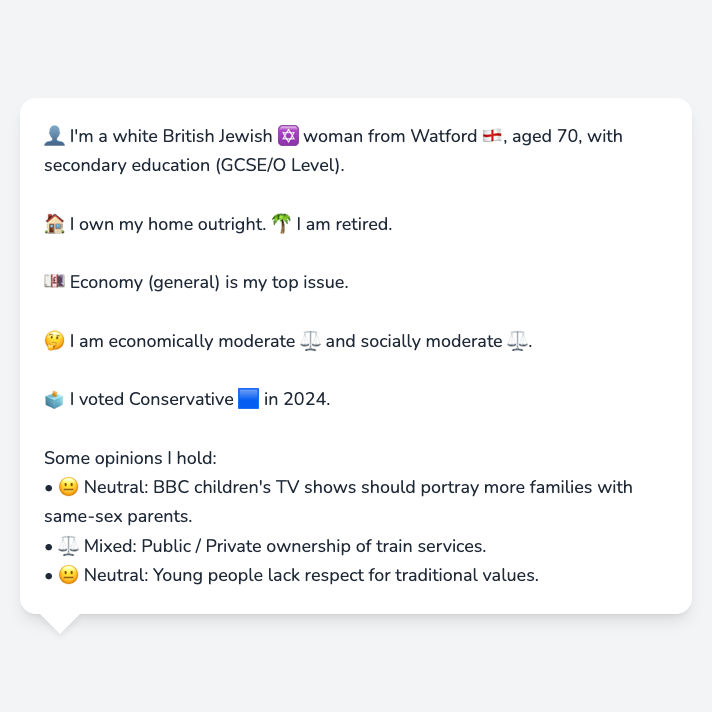 👤 I'm a white British Jewish ✡️ woman from Watford 🏴󠁧󠁢󠁥󠁮󠁧󠁿, aged 70, with
secondary education (GCSE/O Level).
🏠 I own my home outright. 🌴 I am retired.
💷 Economy (general) is my top issue.
🤔 I am economically moderate ⚖️ and socially moderate ⚖️.
🗳️ I voted Conservative 🟦 in 2024.
Some opinions I hold:
• 😐 Neutral: BBC children's TV shows should portray more families with
same-sex parents.
• ⚖️ Mixed: Public / Private ownership of train services.
• 😐 Neutral: Young people lack respect for traditional values.